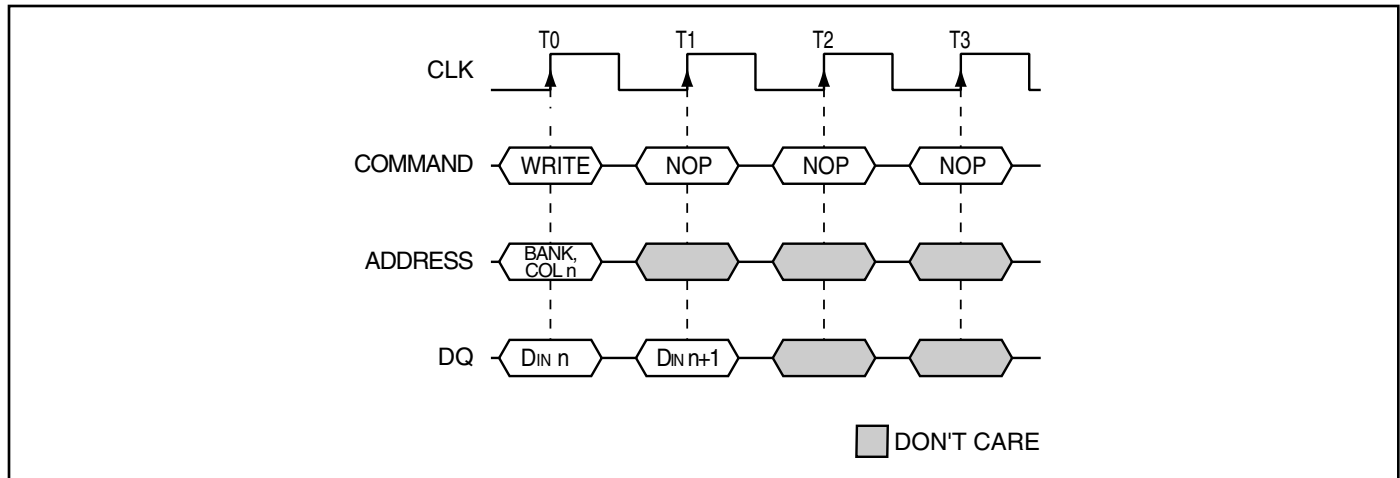 T0 T1 T2 T3
CLK
COMMAND WRITE NOP NOP NOP
ADDRESS BANK,
COL n
DQ DIN n DIN n+1
DON'T CARE